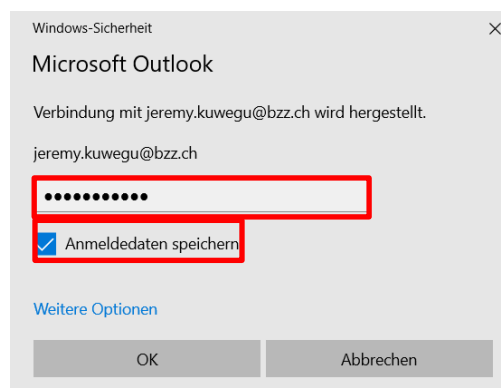 Windows-Sicherheit
Microsoft Outlook
Verbindung mit jeremy.kuwegu@bzz.ch wird hergestellt.
jeremy.kuwegu@bzz.ch
●●●●●●●●●●●
Anmeldedaten speichern
Weitere Optionen
OK Abbrechen